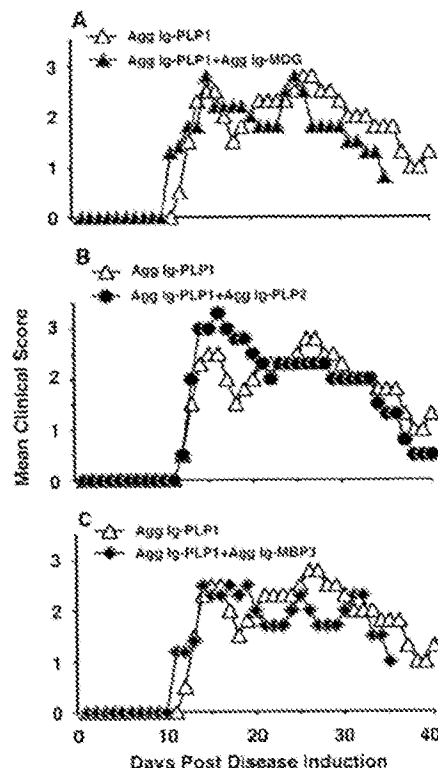 A
Agg Ig-PLP1
Agg Ig-PLP1+Agg Ig-MOG
3
2
1
0
B
Agg Ig-PLP1
Agg Ig-PLP1+Agg Ig-PLP2
3
2
1
0
Mean Clinical Score
C
Agg Ig-PLP1
Agg Ig-PLP1+Agg Ig-MBP3
3
2
1
0
0 10 20 30 40
Days Post Disease Induction